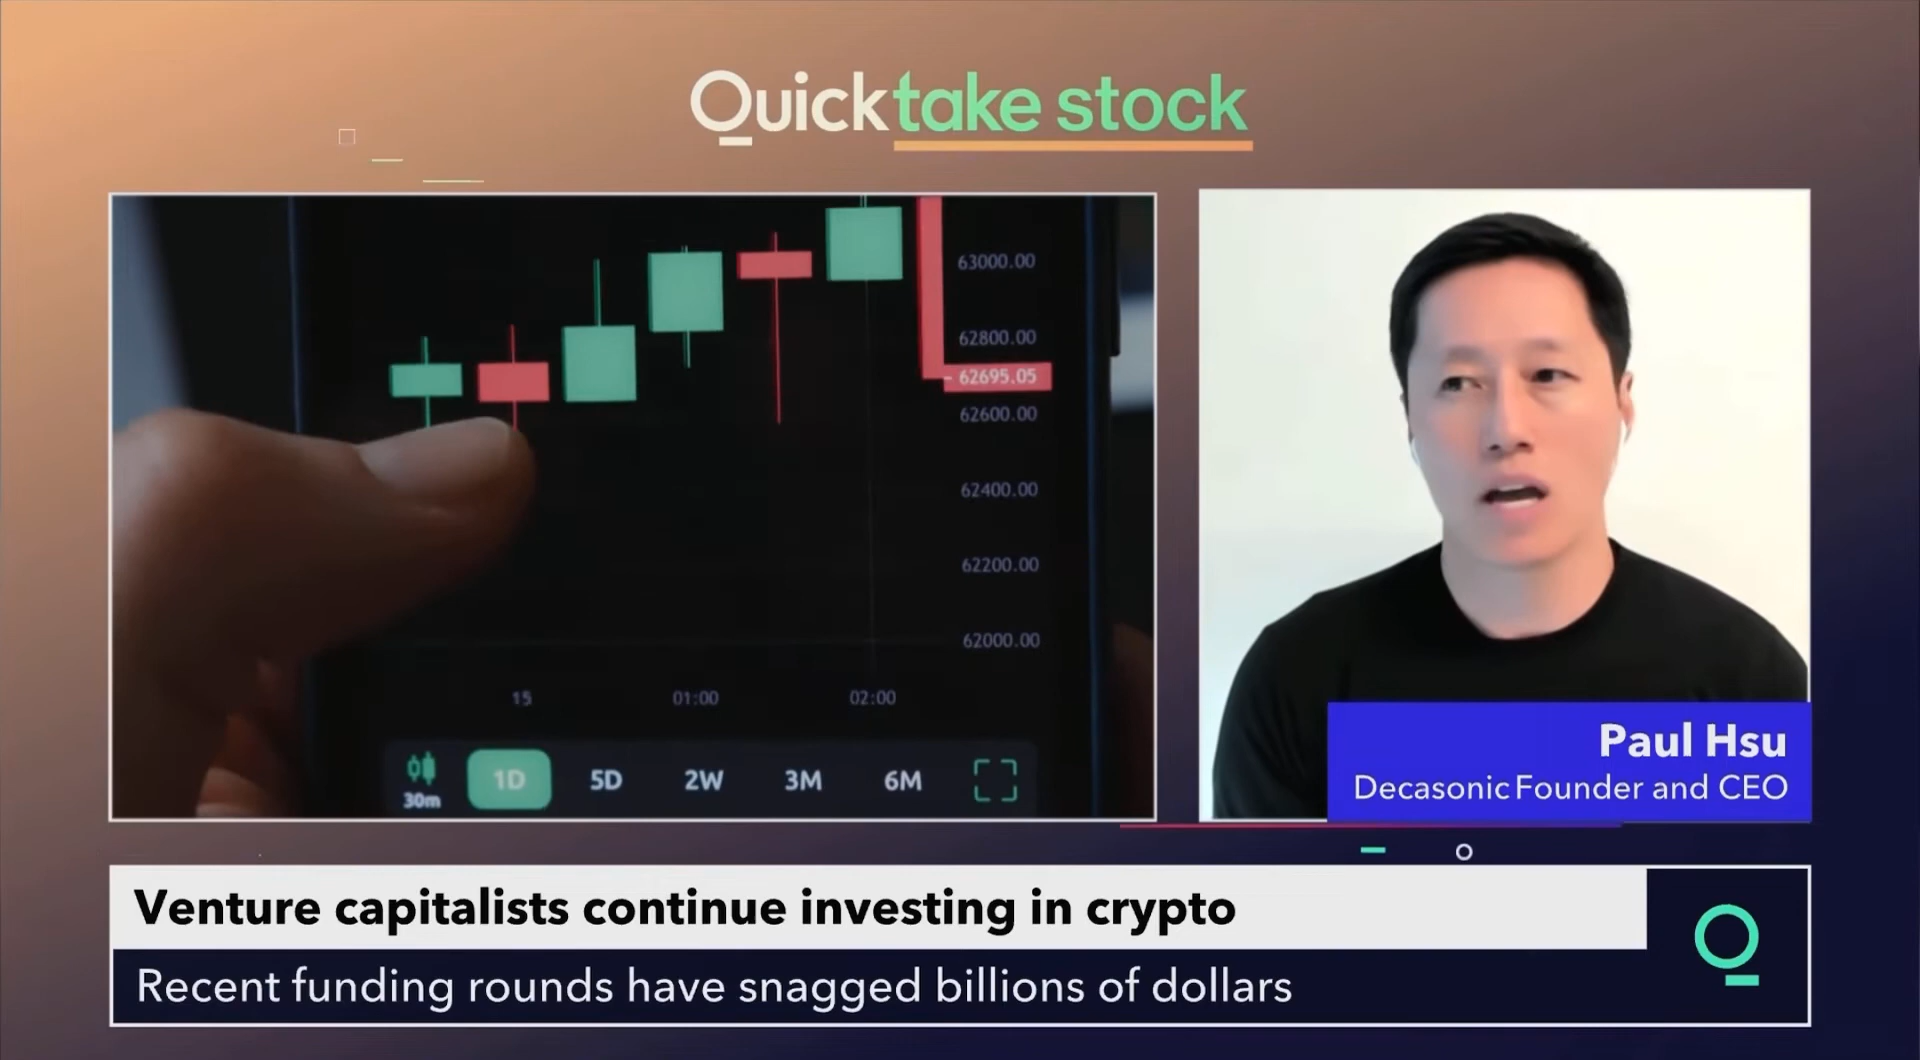 Quicktake stock
63000.00
62800.00
62695.05
62600.00
62400.00
62200.00
62000.00
15 01:00 02:00
30m 1D 5D 2W 3M 6M
Paul Hsu
Decasonic Founder and CEO
Venture capitalists continue investing in crypto
Recent funding rounds have snagged billions of dollars